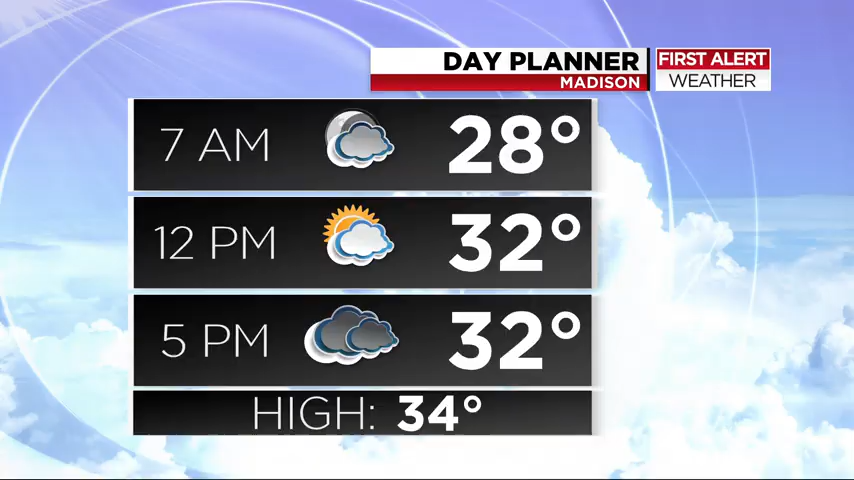 DAY PLANNER
MADISON
FIRST ALERT
WEATHER
7 AM 28°
12 PM 32°
5 PM 32°
HIGH: 34°